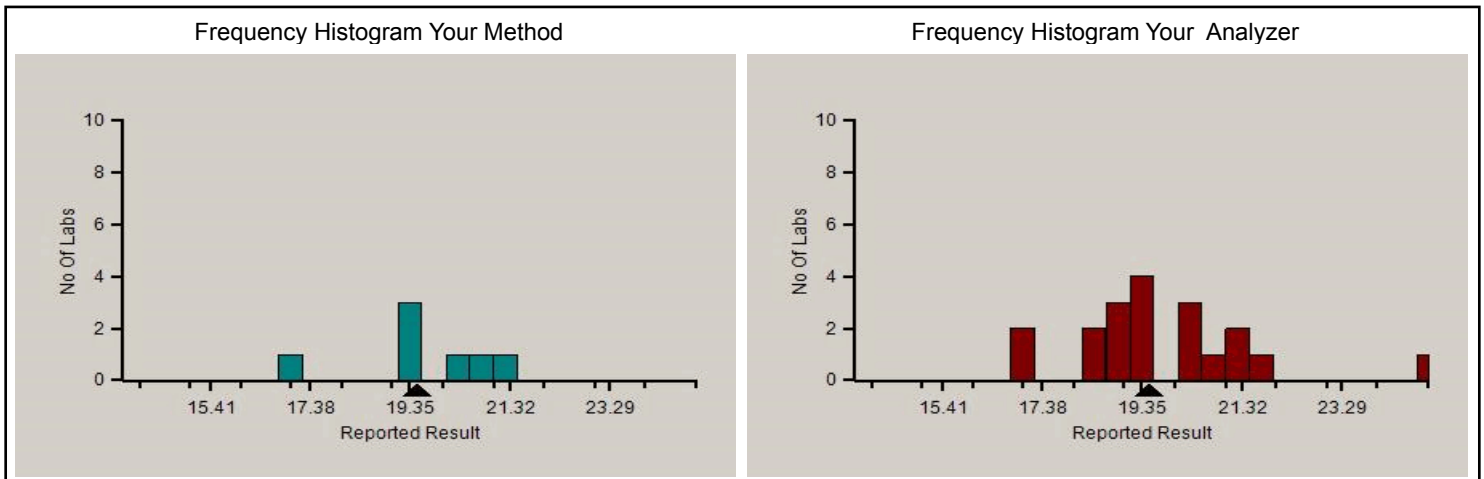 Frequency Histogram Your Method
10
8
6
4
2
0
No Of Labs
15.41 17.38 19.35 21.32 23.29
Reported Result
Frequency Histogram Your  Analyzer
10
8
6
4
2
0
No Of Labs
15.41 17.38 19.35 21.32 23.29
Reported Result